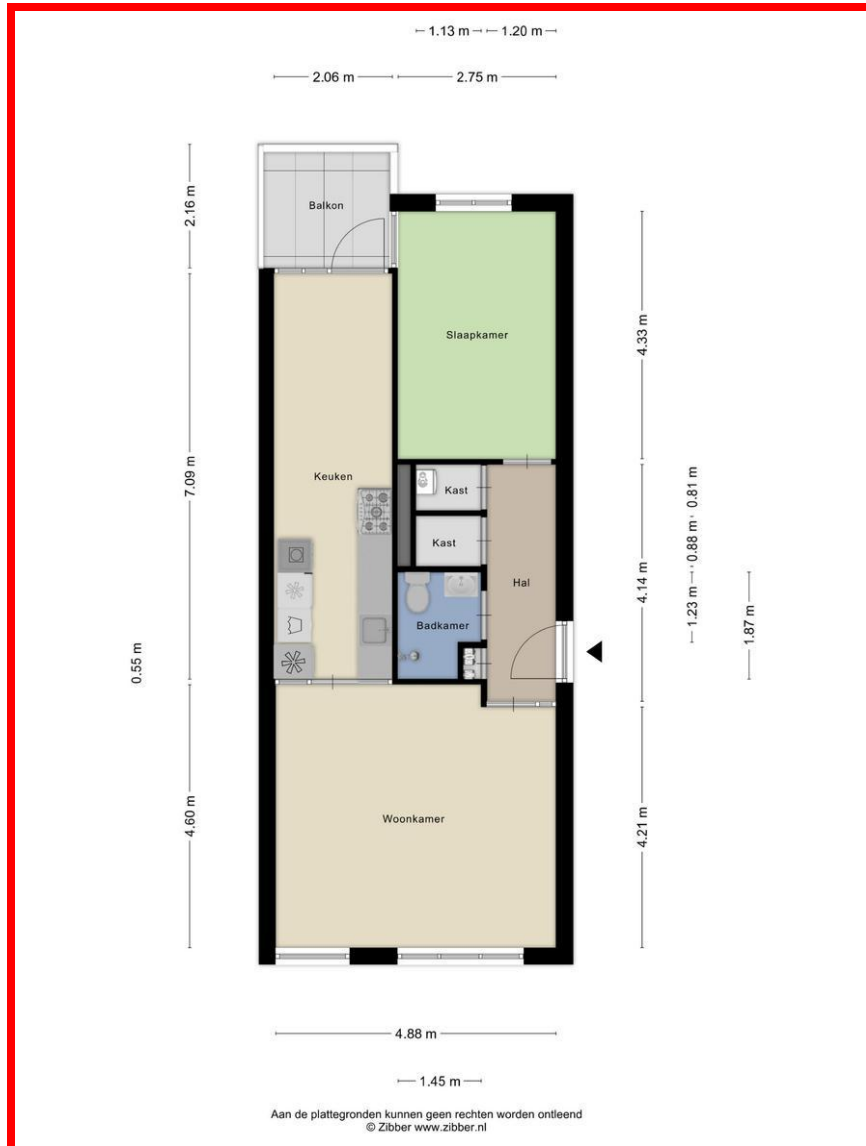 1.13 m 1.20 m
2.06 m 2.75 m
2.16 m
Balkon
4.33 m
Slaapkamer
7.09 m
Keuken
Kast
Kast
0.81 m
0.88 m
1.23 m
4.14 m
Hal
1.87 m
Badkamer
0.55 m
4.60 m
Woonkamer
4.21 m
4.88 m
1.45 m
Aan de plattegronden kunnen geen rechten worden ontleend
© Zibber www.zibber.nl